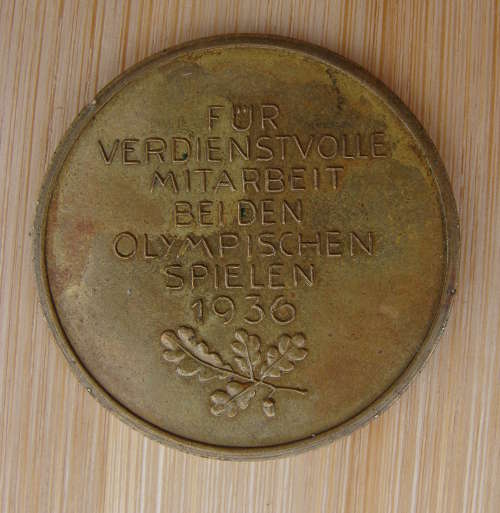 FÜR
VERDIENSTVOLLE
MITARBEIT
BEI DEN
OLYMPISCHEN
SPIELEN
1936